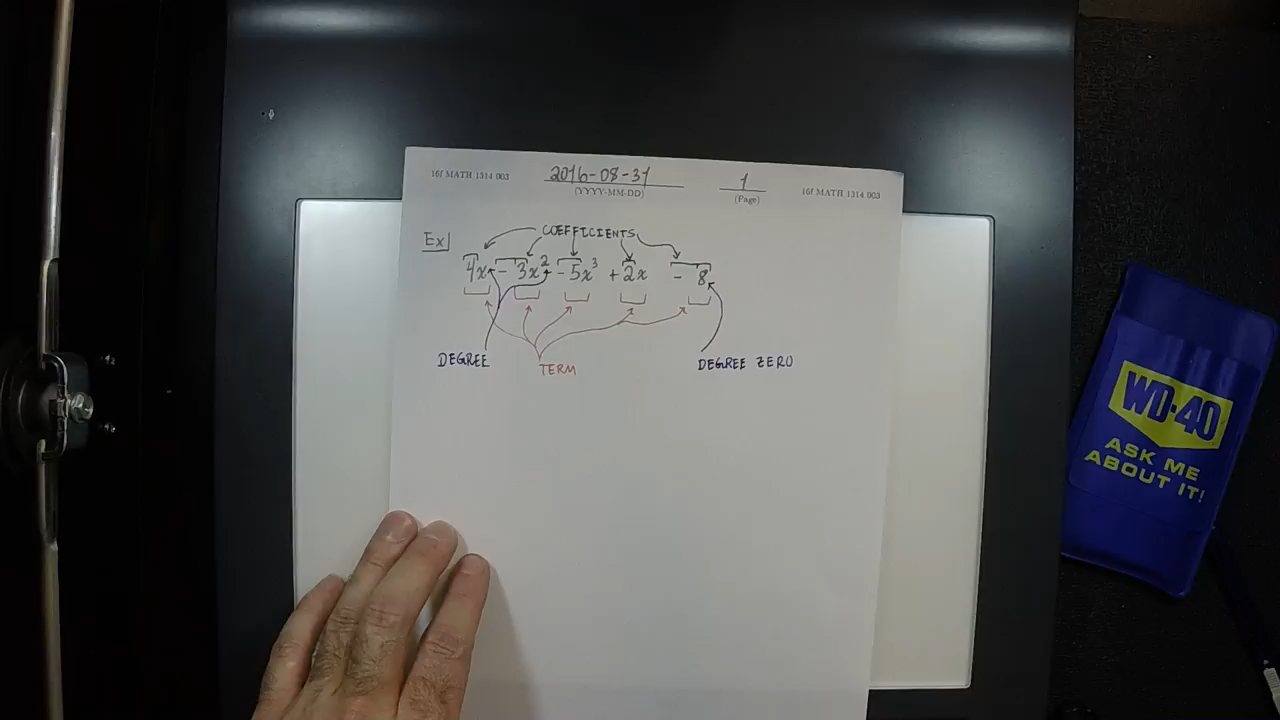 16f MATH 1314 003 2016-08-31 1 16f MATH 1314 003
(YYYY-MM-DD) (Page)
Ex COEFFICIENTS
4x - 3x² - 5x³ + 2x - 8
DEGREE TERM DEGREE ZERO
WD-40
ASK ME
ABOUT IT!